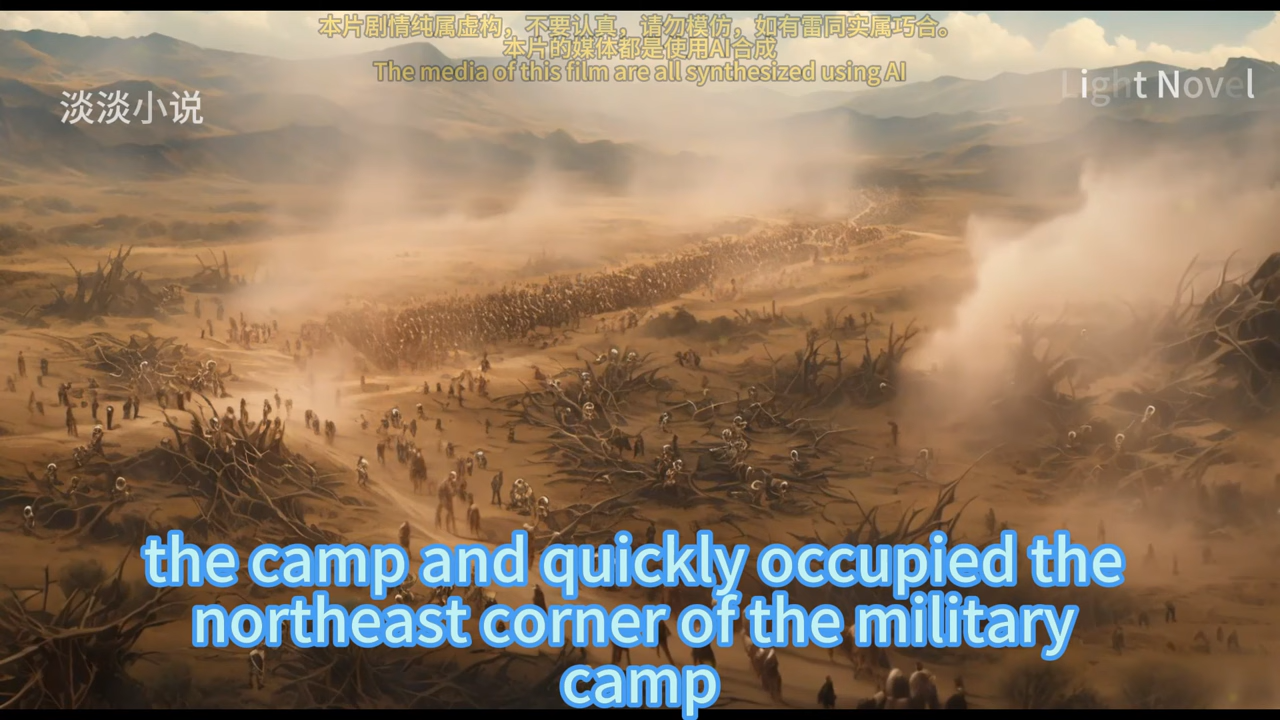 本片剧情纯属虚构，不要认真，请勿模仿，如有雷同实属巧合。
本片的媒体都是使用AI合成
The media of this film are all synthesized using AI
淡淡小说
Light Novel
the camp and quickly occupied the
northeast corner of the military
camp